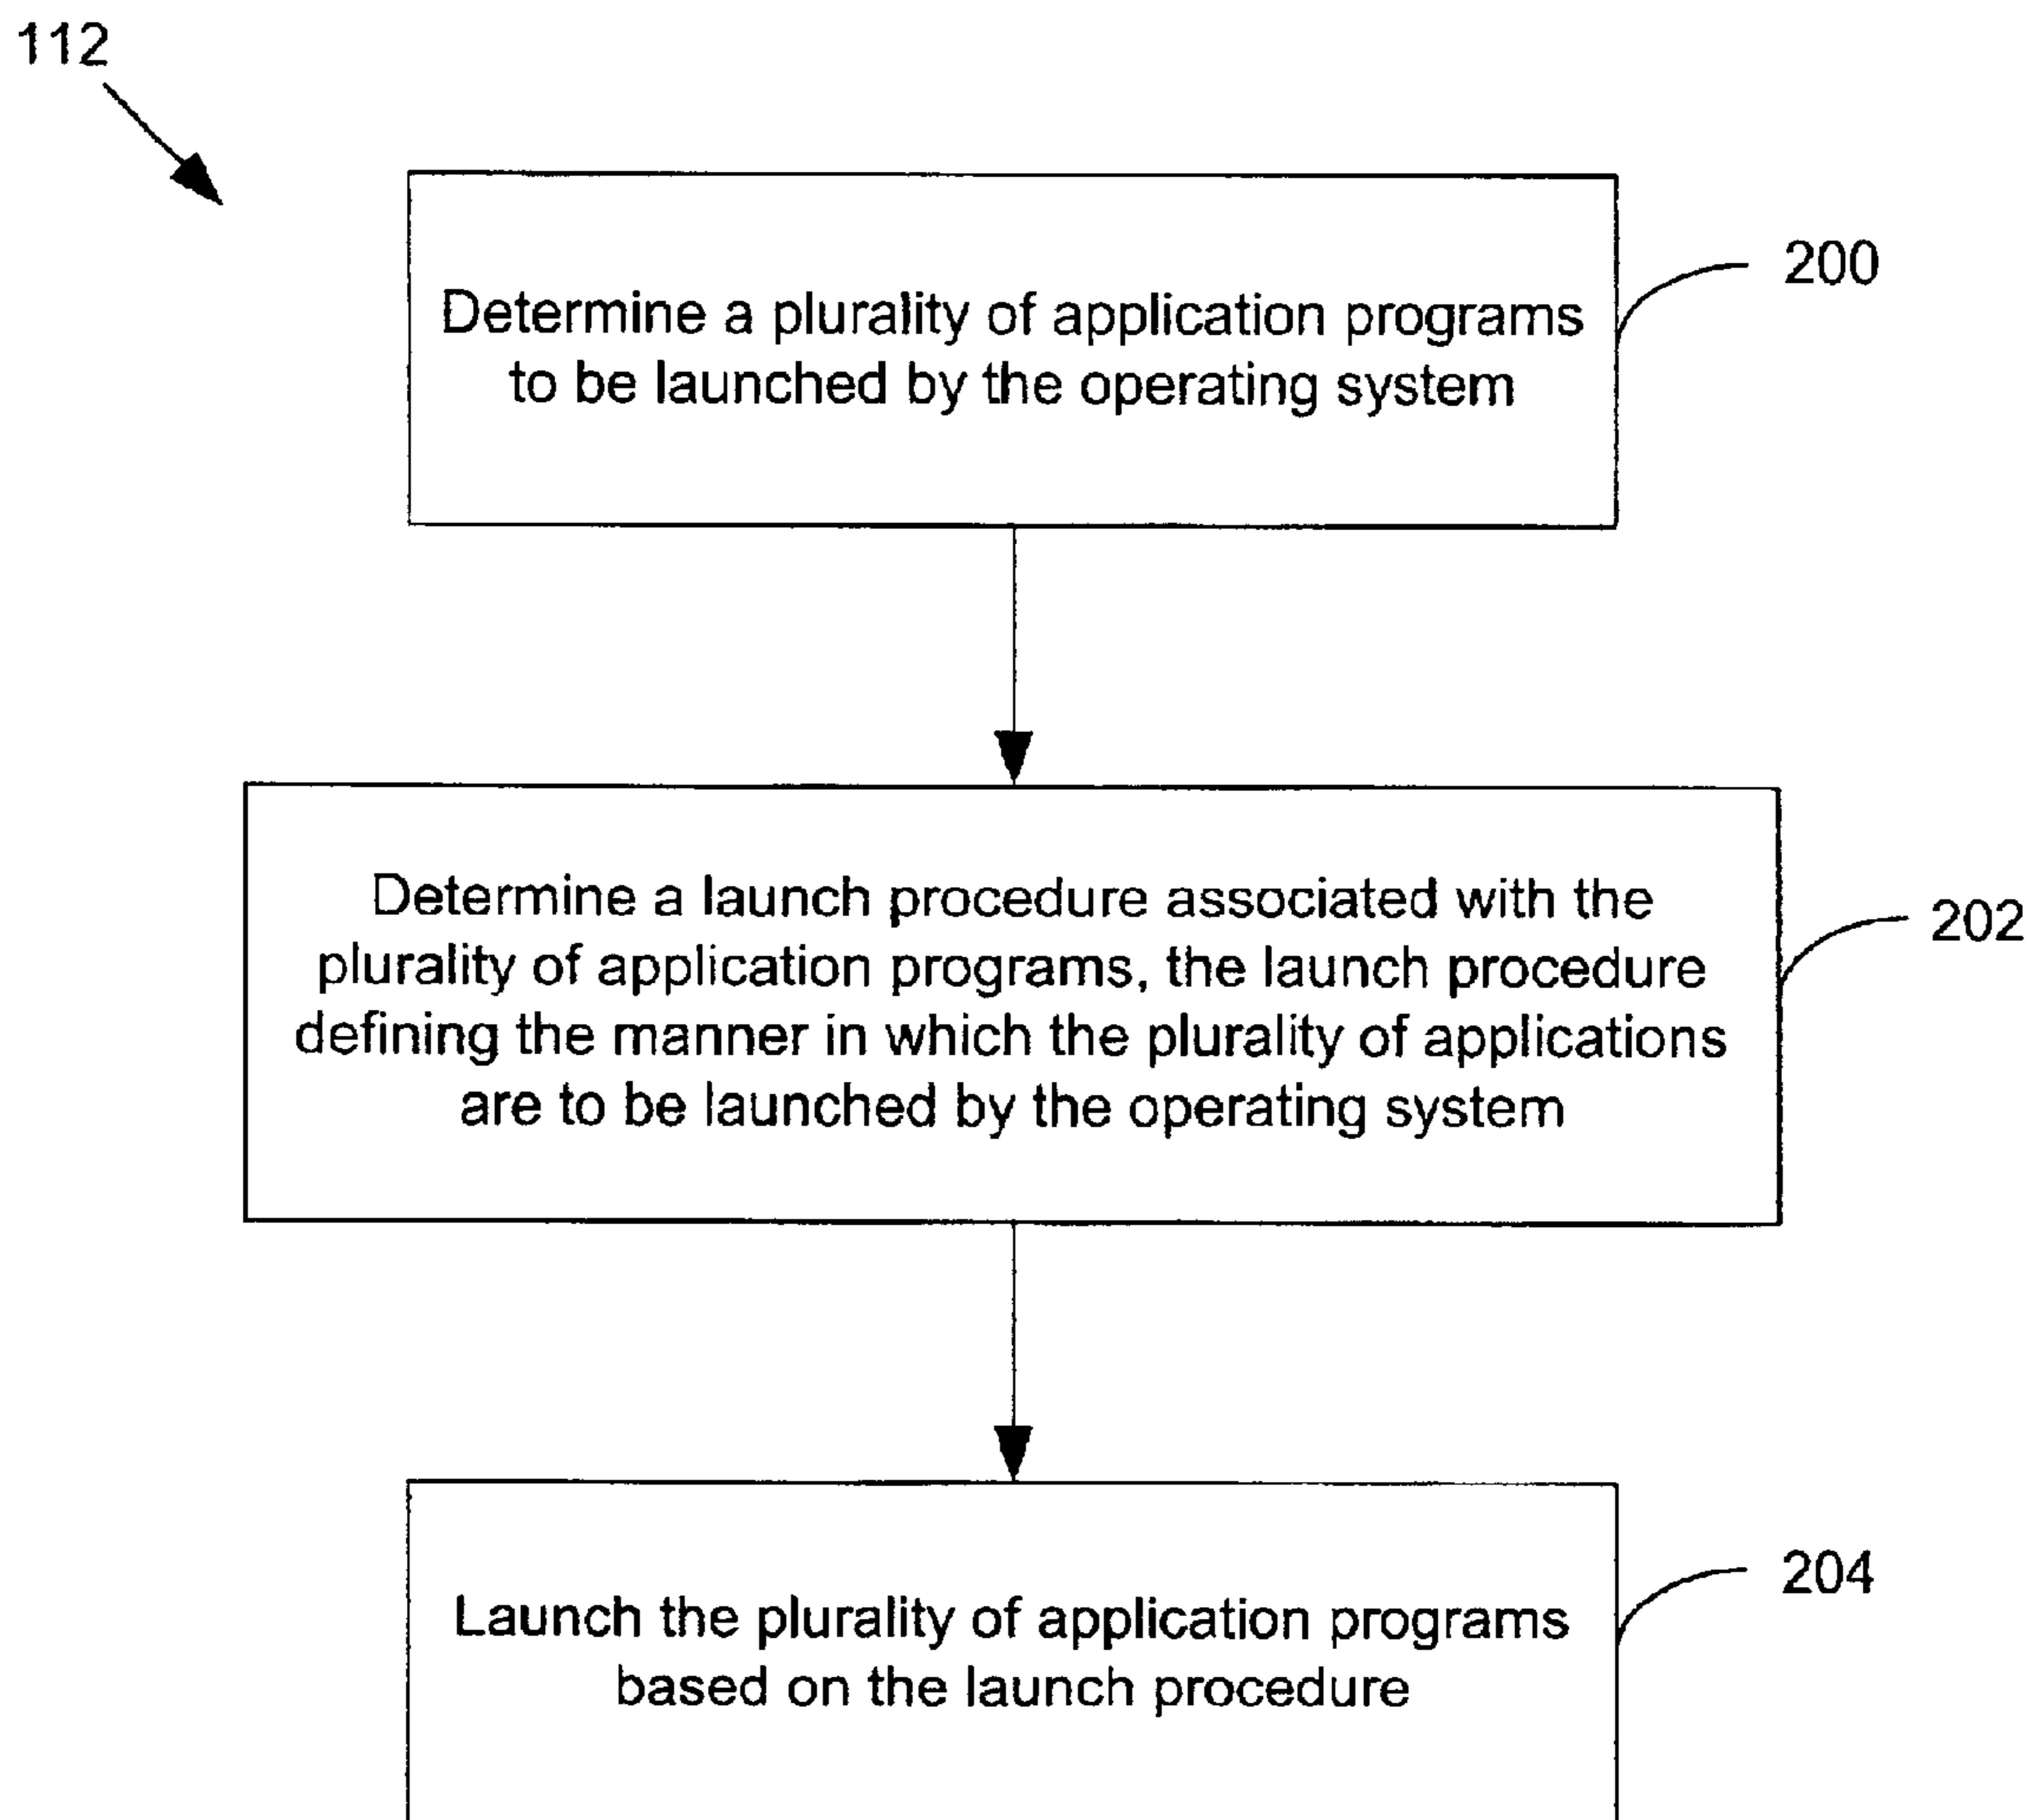 112
Determine a plurality of application programs
to be launched by the operating system
200
Determine a launch procedure associated with the
plurality of application programs, the launch procedure
defining the manner in which the plurality of applications
are to be launched by the operating system
202
Launch the plurality of application programs
based on the launch procedure
204